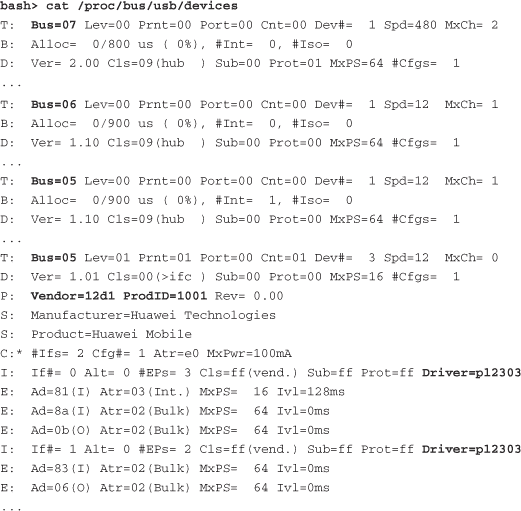 bash> cat /proc/bus/usb/devices
T:  Bus=07 Lev=00 Prnt=00 Port=00 Cnt=00 Dev#=  1 Spd=480 MxCh= 2
B:  Alloc=  0/800 us ( 0%), #Int=  0, #Iso=  0
D:  Ver= 2.00 Cls=09(hub  ) Sub=00 Prot=01 MxPS=64 #Cfgs=  1
...
T:  Bus=06 Lev=00 Prnt=00 Port=00 Cnt=00 Dev#=  1 Spd=12  MxCh= 1
B:  Alloc=  0/900 us ( 0%), #Int=  0, #Iso=  0
D:  Ver= 1.10 Cls=09(hub  ) Sub=00 Prot=00 MxPS=64 #Cfgs=  1
...
T:  Bus=05 Lev=00 Prnt=00 Port=00 Cnt=00 Dev#=  1 Spd=12  MxCh= 1
B:  Alloc=  0/900 us ( 0%), #Int=  1, #Iso=  0
D:  Ver= 1.10 Cls=09(hub  ) Sub=00 Prot=00 MxPS=64 #Cfgs=  1
...
T:  Bus=05 Lev=01 Prnt=01 Port=00 Cnt=01 Dev#=  3 Spd=12  MxCh= 0
D:  Ver= 1.01 Cls=00(>ifc ) Sub=00 Prot=00 MxPS=16 #Cfgs=  1
P:  Vendor=12d1 ProdID=1001 Rev= 0.00
S:  Manufacturer=Huawei Technologies
S:  Product=Huawei Mobile
C:* #Ifs= 2 Cfg#= 1 Atr=e0 MxPwr=100mA
I:  If#= 0 Alt= 0 #EPs= 3 Cls=ff(vend.) Sub=ff Prot=ff Driver=pl2303
E:  Ad=81(I) Atr=03(Int.) MxPS=  16 Ivl=128ms
E:  Ad=8a(I) Atr=02(Bulk) MxPS=  64 Ivl=0ms
E:  Ad=0b(O) Atr=02(Bulk) MxPS=  64 Ivl=0ms
I:  If#= 1 Alt= 0 #EPs= 2 Cls=ff(vend.) Sub=ff Prot=ff Driver=pl2303
E:  Ad=83(I) Atr=02(Bulk) MxPS=  64 Ivl=0ms
E:  Ad=06(O) Atr=02(Bulk) MxPS=  64 Ivl=0ms
...